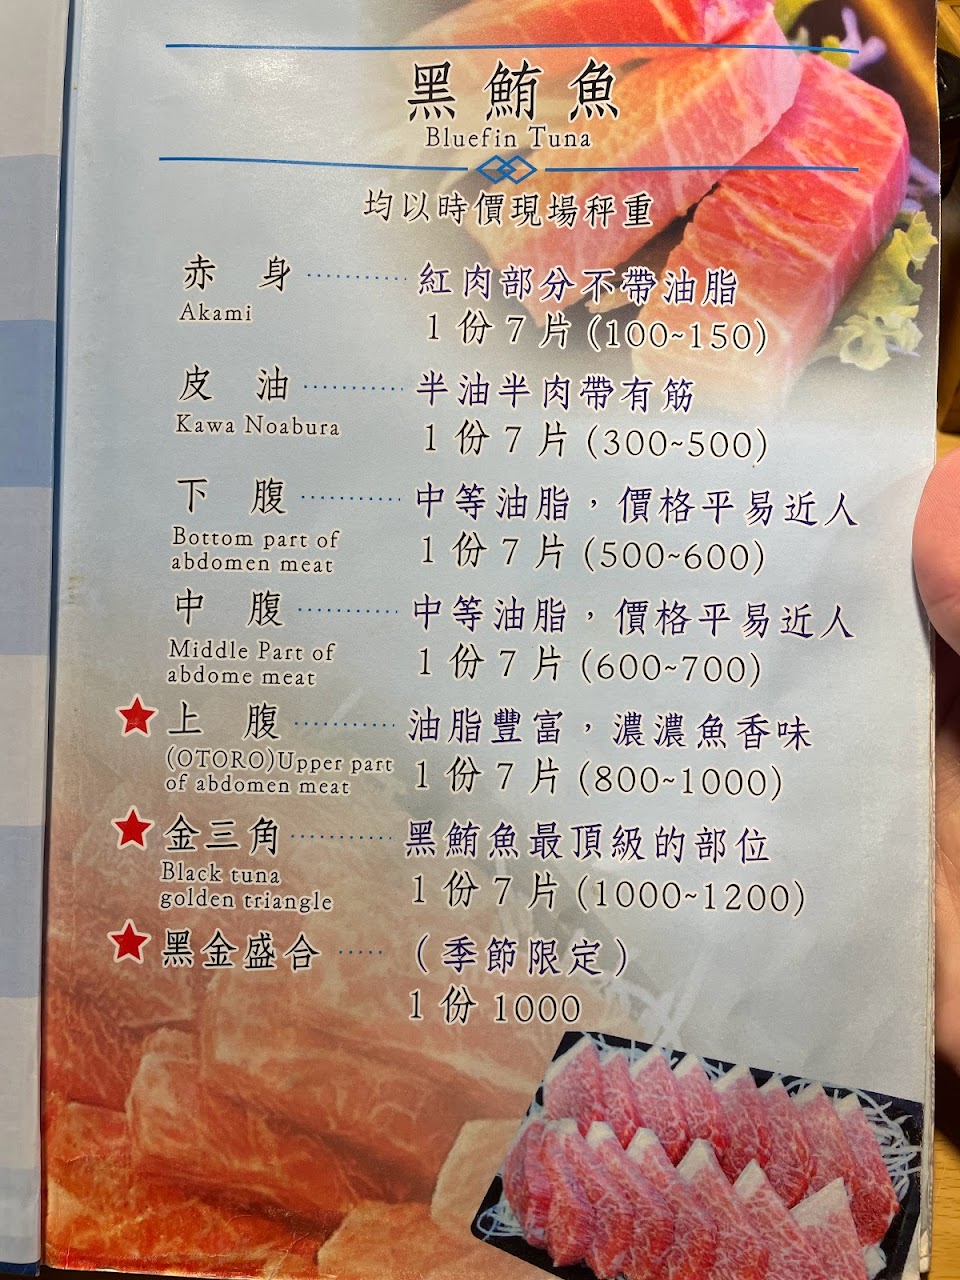 黑鮪魚
Bluefin Tuna
均以時價現場秤重
赤身 ·········· 紅肉部分不帶油脂
Akami
1份7片(100~150)
皮油 ·········· 半油半肉帶有筋
Kawa Noabura
1份7片(300~500)
下腹 ·········· 中等油脂，價格平易近人
Bottom part of
abdomen meat
1份7片(500~600)
中腹 ·········· 中等油脂，價格平易近人
Middle Part of
abdome meat
1份7片(600~700)
上腹 ·········· 油脂豐富，濃濃魚香味
(OTORO)Upper part
of abdomen meat
1份7片(800~1000)
金三角 ·········· 黑鮪魚最頂級的部位
Black tuna
golden triangle
1份7片(1000~1200)
黑金盛合 ····· (季節限定)
1份1000